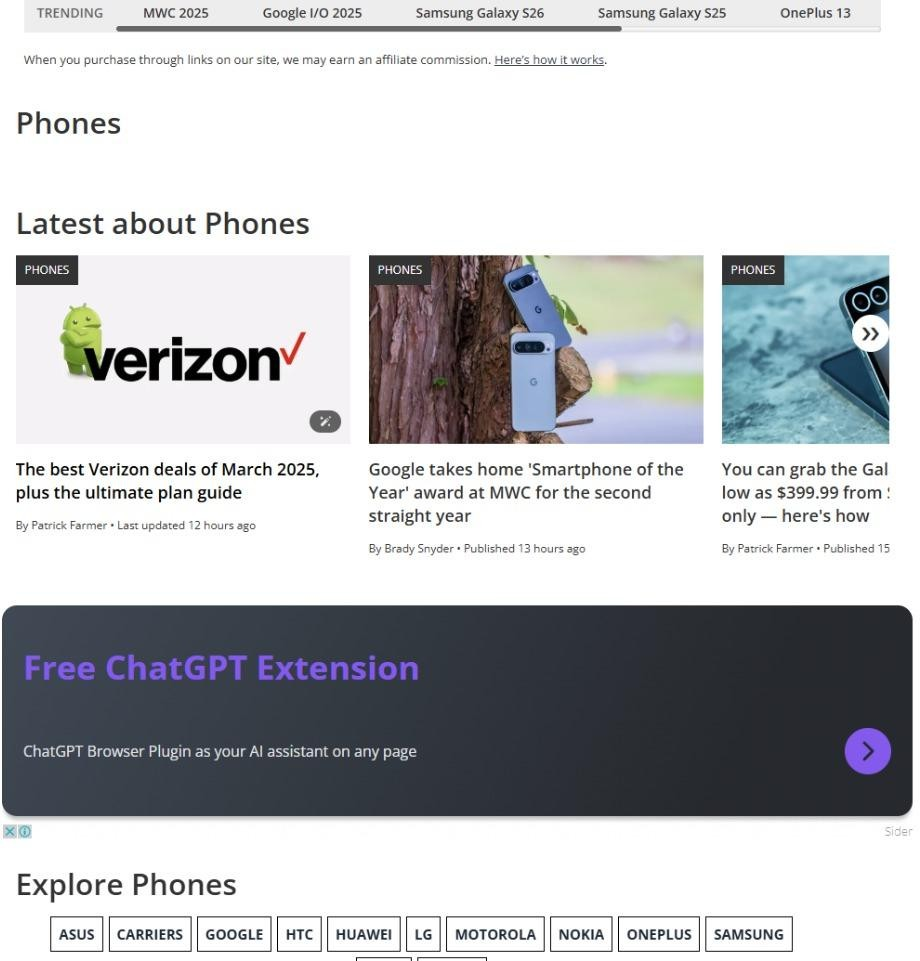 TRENDING MWC 2025 Google I/O 2025 Samsung Galaxy S26 Samsung Galaxy S25 OnePlus 13
When you purchase through links on our site, we may earn an affiliate commission. Here's how it works.
Phones
Latest about Phones
PHONES
verizon
The best Verizon deals of March 2025,
plus the ultimate plan guide
By Patrick Farmer • Last updated 12 hours ago
PHONES
G
G
Google takes home 'Smartphone of the
Year' award at MWC for the second
straight year
By Brady Snyder • Published 13 hours ago
PHONES
You can grab the Gal
low as $399.99 from
only — here's how
By Patrick Farmer • Published 15
Free ChatGPT Extension
ChatGPT Browser Plugin as your AI assistant on any page
Sider
Explore Phones
ASUS CARRIERS GOOGLE HTC HUAWEI LG MOTOROLA NOKIA ONEPLUS SAMSUNG